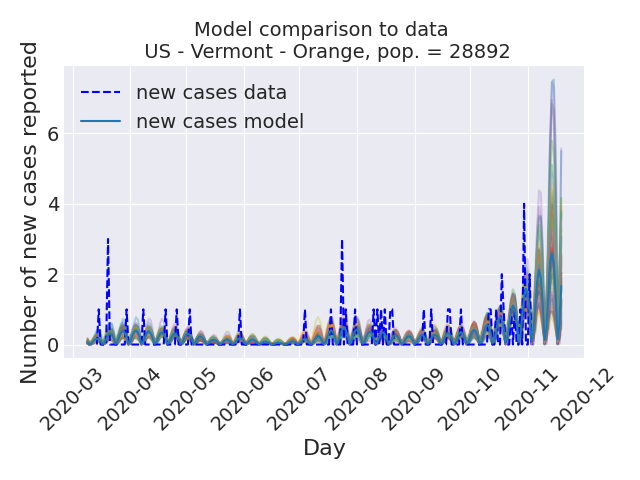 Model comparison to data
US - Vermont - Orange, pop. = 28892
new cases data
new cases model
Number of new cases reported
6
4
2
0
2020-03
2020-04
2020-05
2020-06
2020-07
2020-08
2020-09
2020-10
2020-11
2020-12
Day